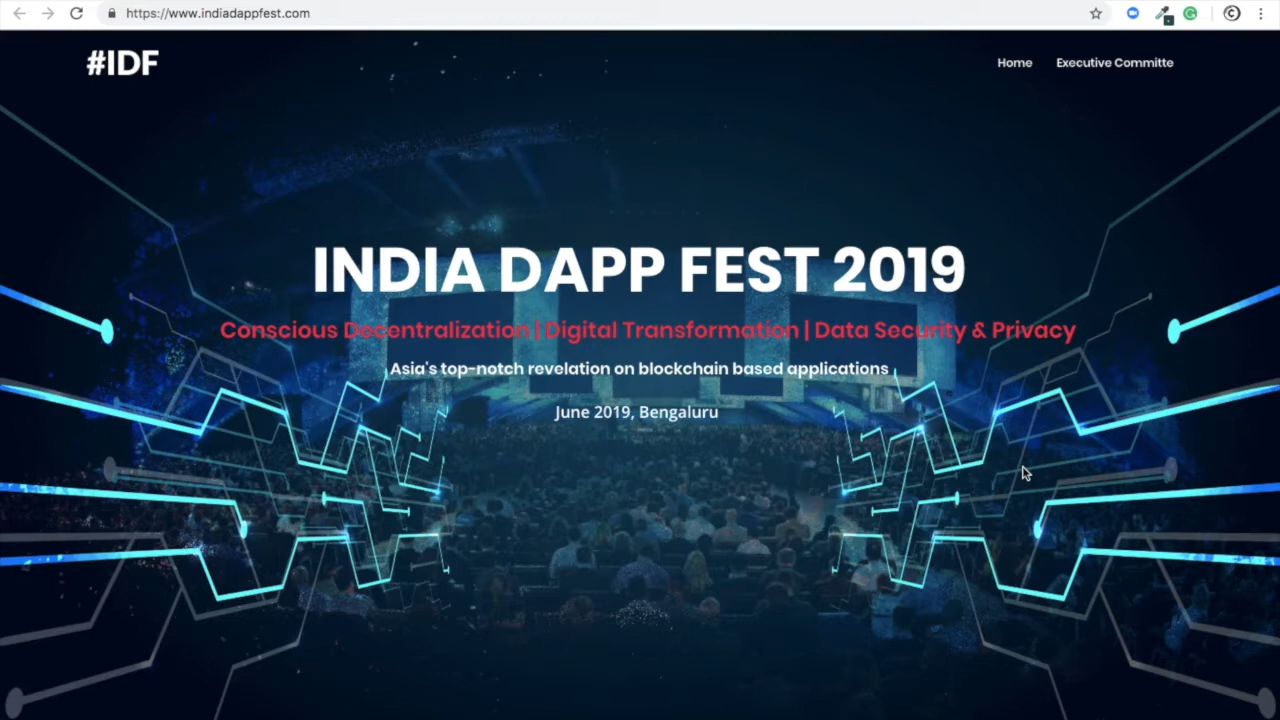 https://www.indiadappfest.com
#IDF
Home
Executive Committe
INDIA DAPP FEST 2019
Conscious Decentralization | Digital Transformation | Data Security & Privacy
Asia's top-notch revelation on blockchain based applications
June 2019, Bengaluru